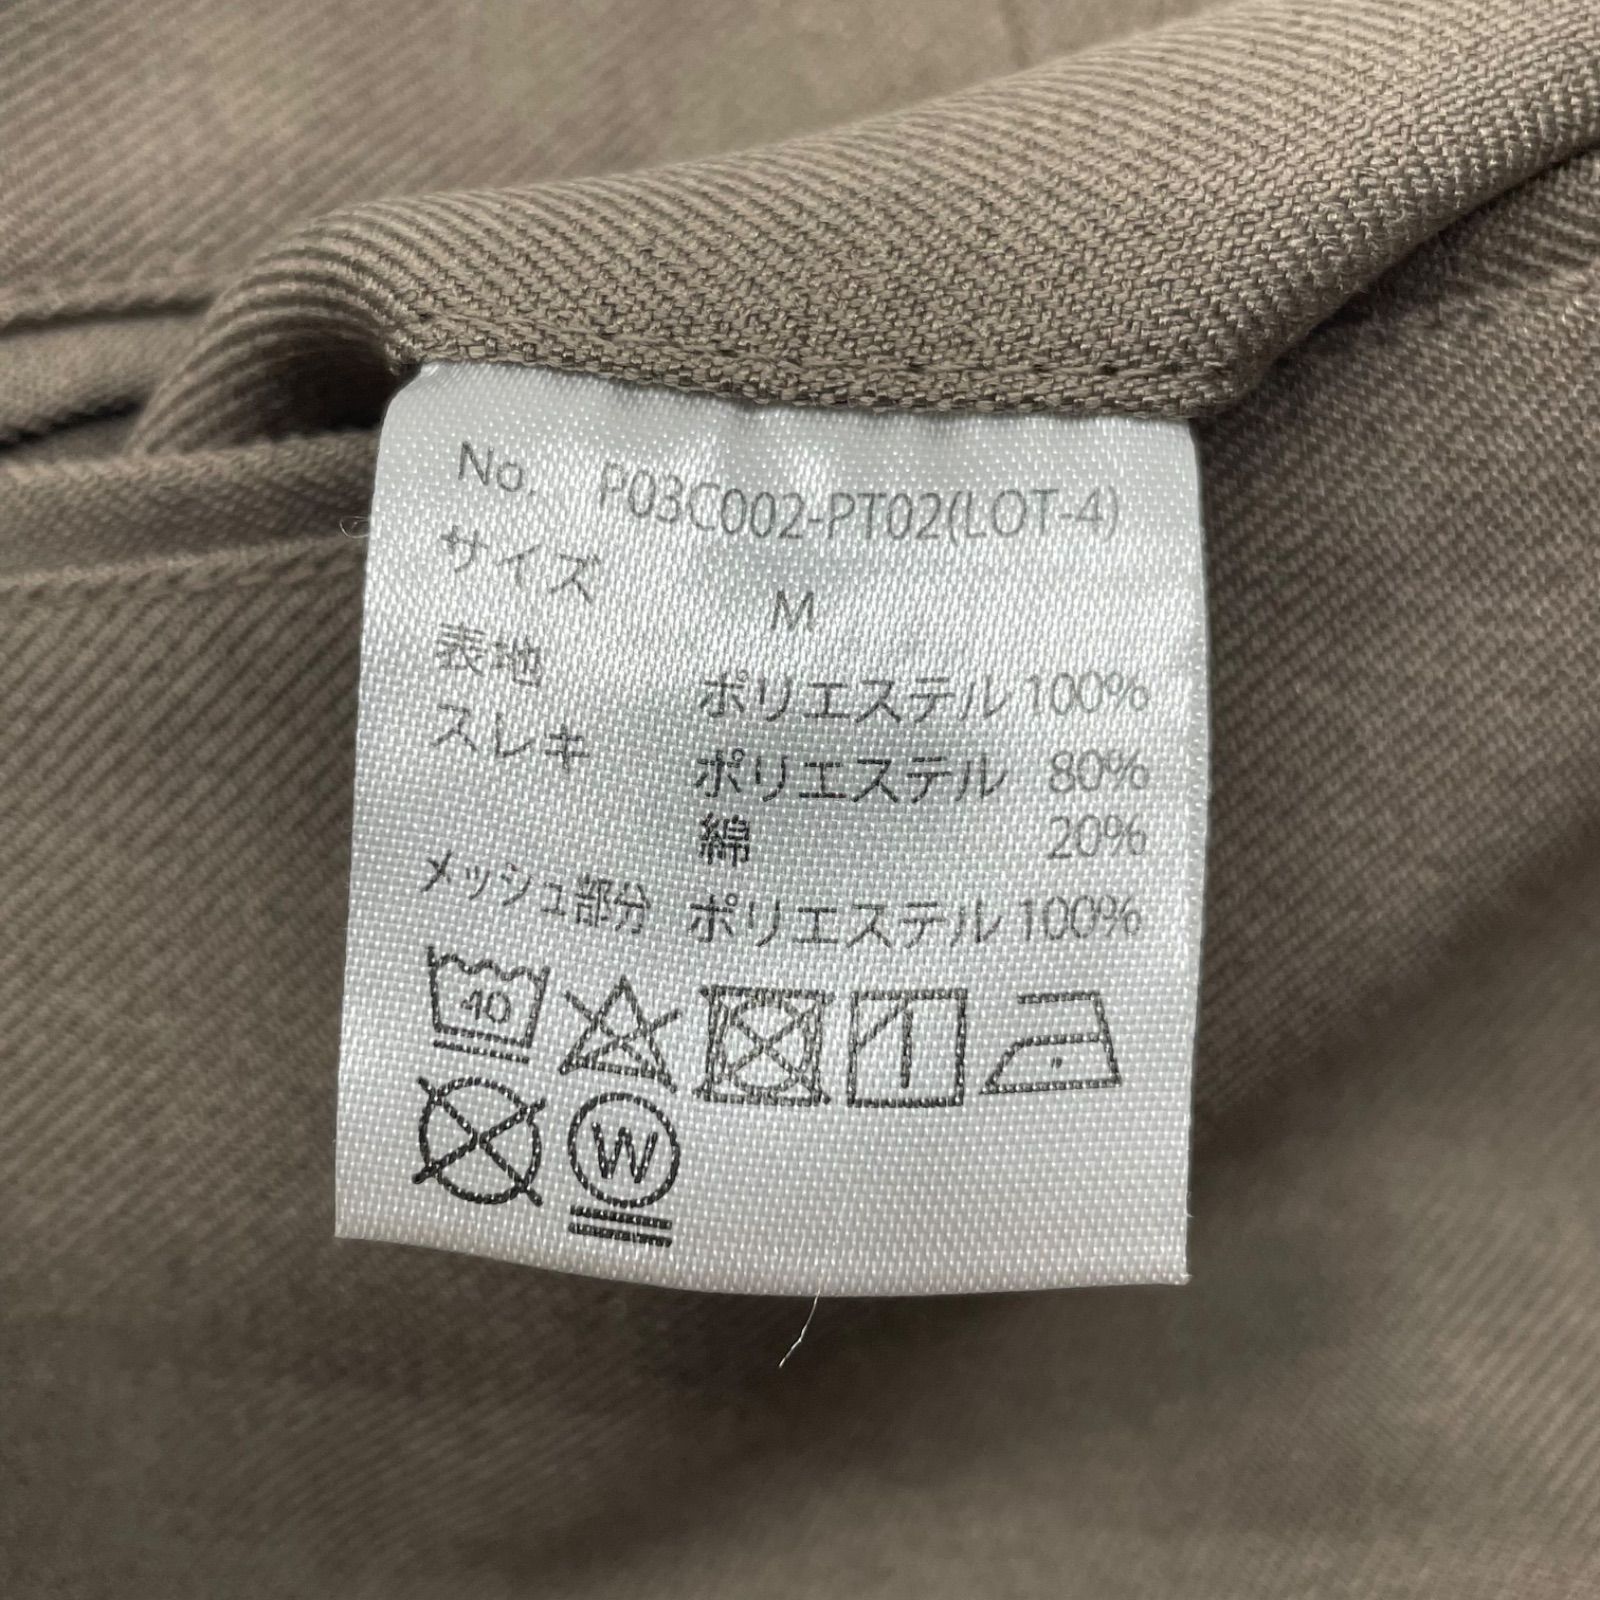 No. P03C002-PT02(LOT-4)
サイズ M
表地 ポリエステル 100%
スレキ ポリエステル 80%
綿 20%
メッシュ部分 ポリエステル 100%
40
W